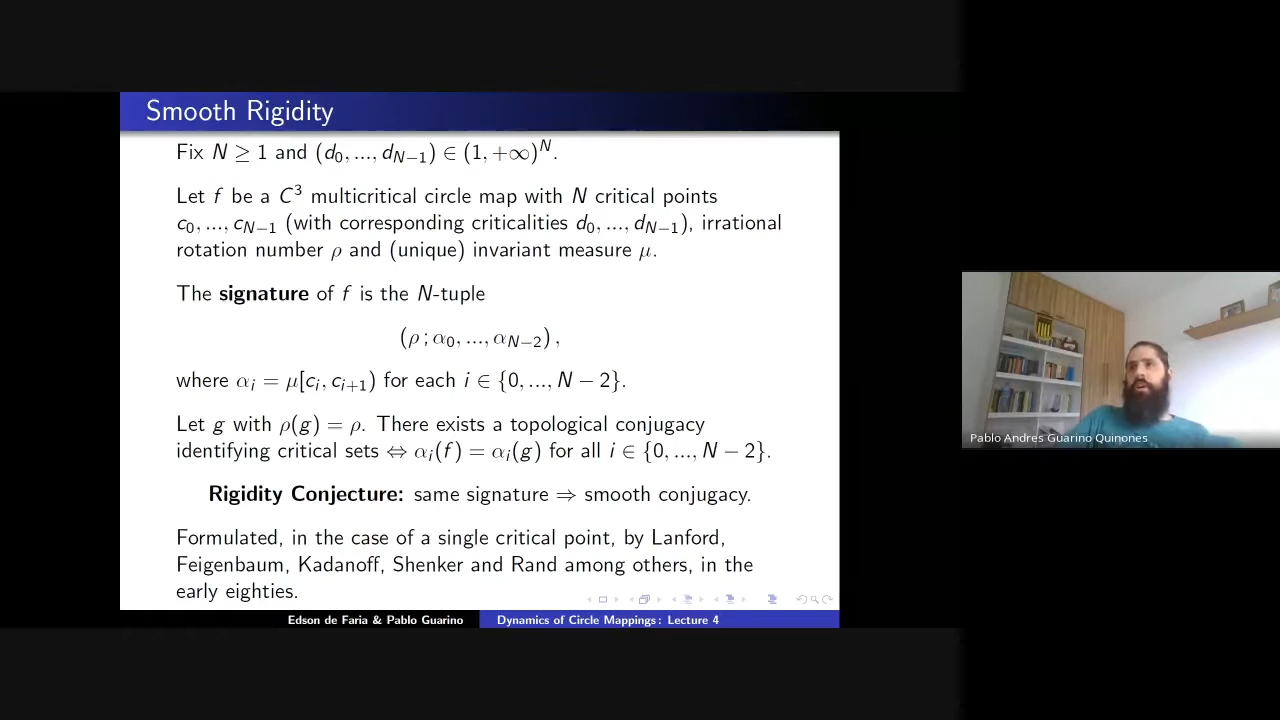 Smooth Rigidity
Fix N ≥ 1 and (d₀, ..., d_{N−1}) ∈ (1, +∞)^N.
Let f be a C³ multicritical circle map with N critical points
c₀, ..., c_{N−1} (with corresponding criticalities d₀, ..., d_{N−1}), irrational
rotation number ρ and (unique) invariant measure μ.
The signature of f is the N-tuple
(ρ ; α₀, ..., α_{N−2}) ,
where α_i = μ[c_i, c_{i+1}) for each i ∈ {0, ..., N − 2}.
Let g with ρ(g) = ρ. There exists a topological conjugacy
identifying critical sets ⇔ α_i(f) = α_i(g) for all i ∈ {0, ..., N − 2}.
Rigidity Conjecture: same signature ⇒ smooth conjugacy.
Formulated, in the case of a single critical point, by Lanford,
Feigenbaum, Kadanoff, Shenker and Rand among others, in the
early eighties.
Edson de Faria & Pablo Guarino
Dynamics of Circle Mappings: Lecture 4
Pablo Andres Guarino Quinones